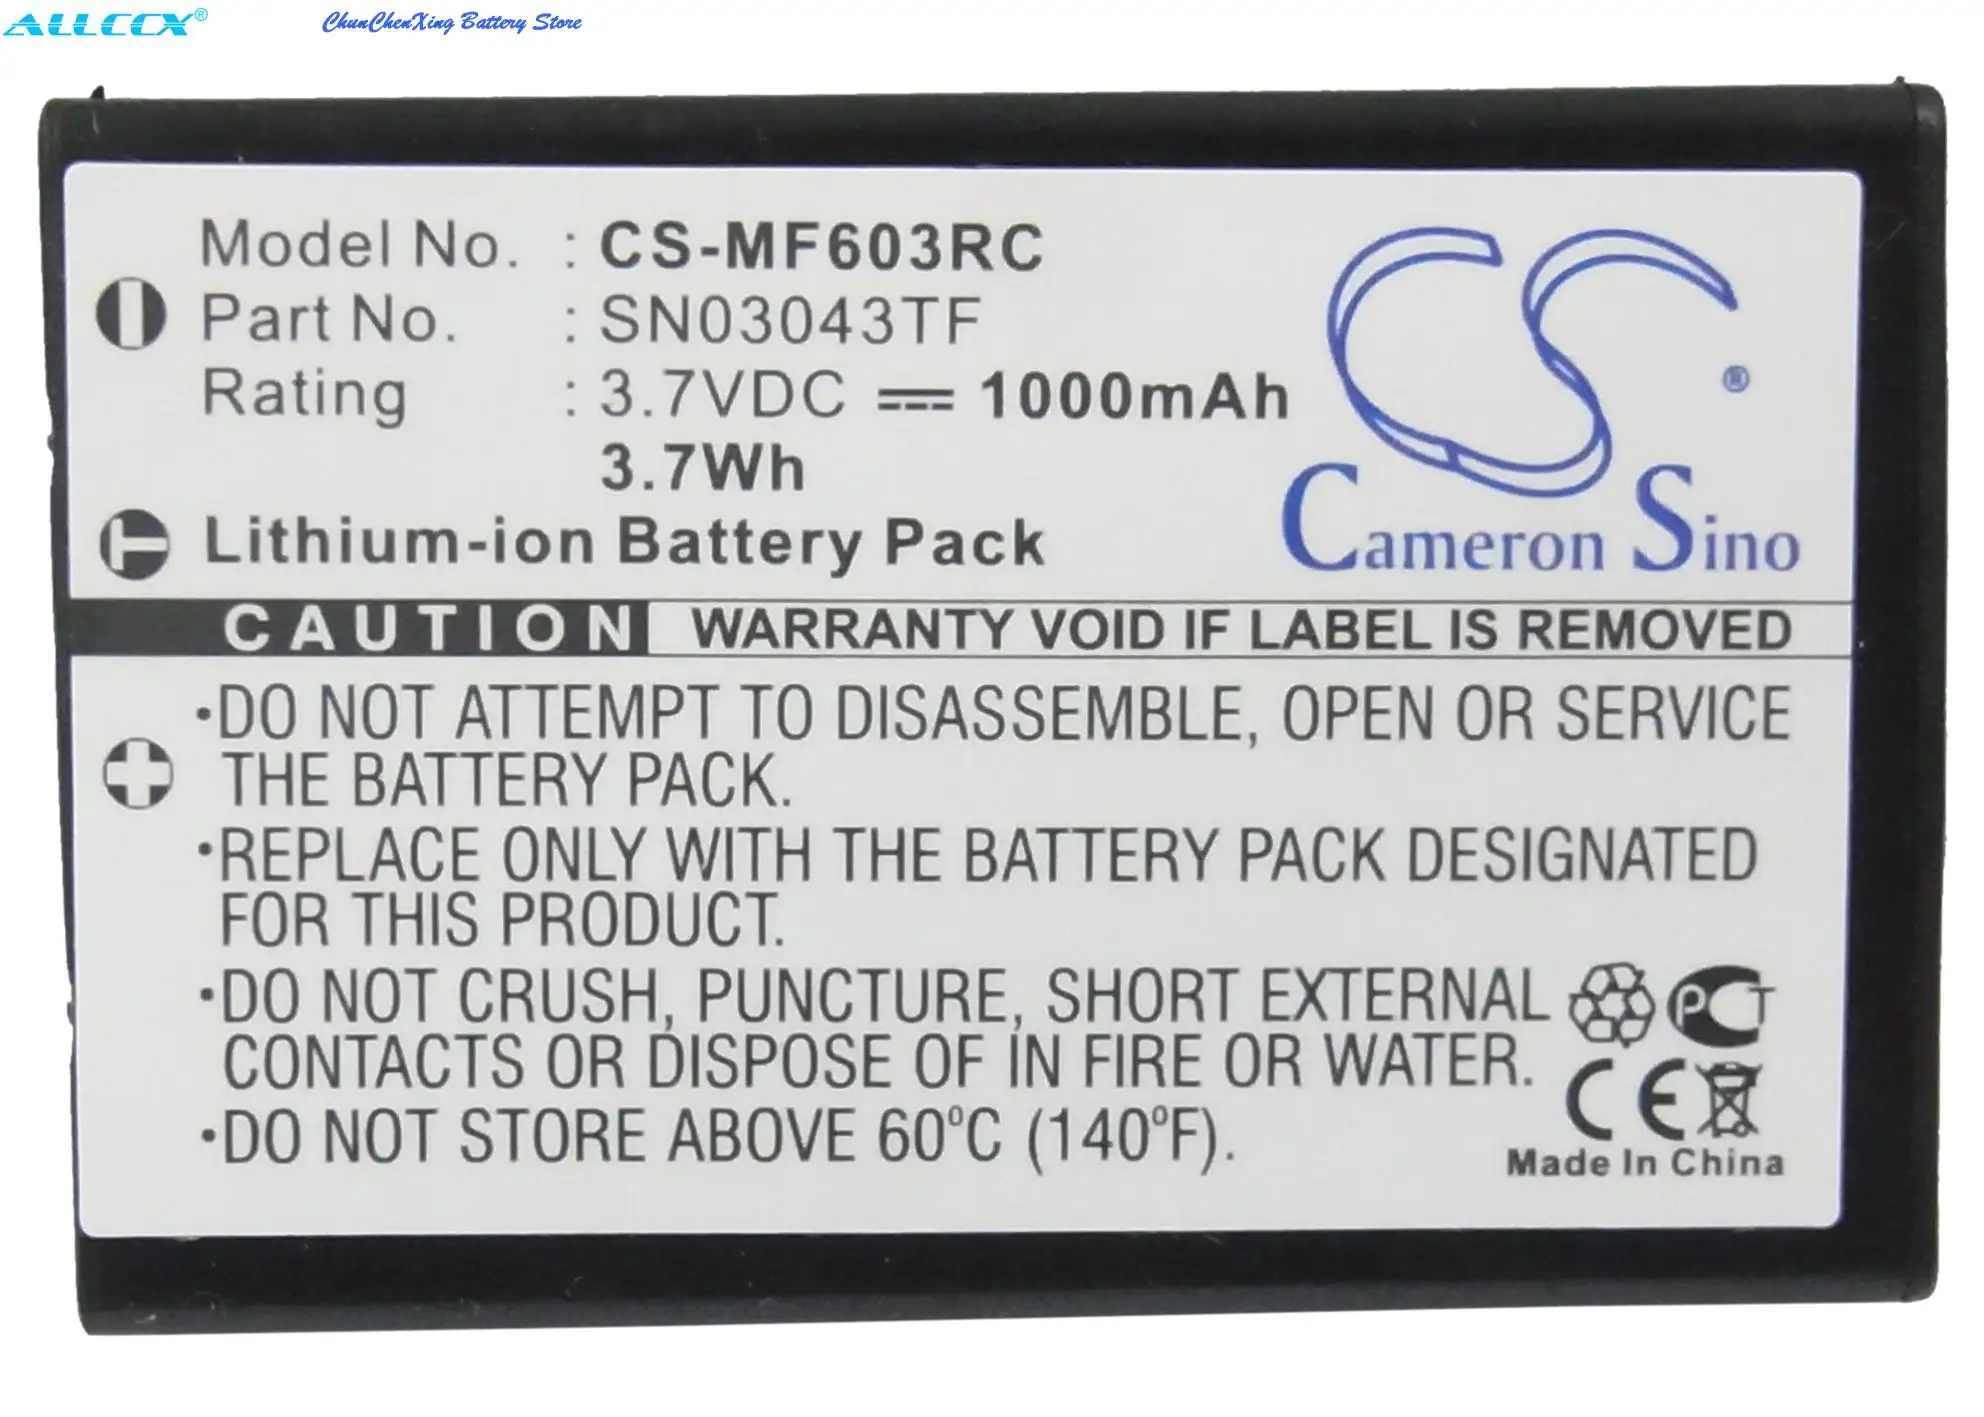 ALLCCX® ChunChenXing Battery Store
Model No. : CS-MF603RC
Part No. : SN03043TF
Rating : 3.7VDC 1000mAh
3.7Wh
Lithium-ion Battery Pack
CS®
Cameron Sino
CAUTION WARRANTY VOID IF LABEL IS REMOVED
•DO NOT ATTEMPT TO DISASSEMBLE, OPEN OR SERVICE
THE BATTERY PACK.
•REPLACE ONLY WITH THE BATTERY PACK DESIGNATED
FOR THIS PRODUCT.
•DO NOT CRUSH, PUNCTURE, SHORT EXTERNAL
CONTACTS OR DISPOSE OF IN FIRE OR WATER.
•DO NOT STORE ABOVE 60°C (140°F).
PCT
CE
Made In China